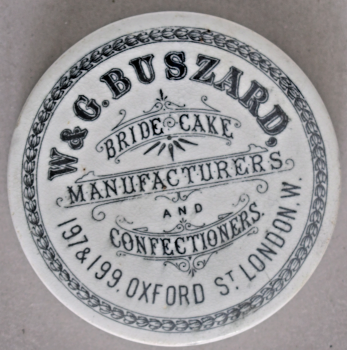 W & G. BUSZARD,
BRIDE CAKE
MANUFACTURERS
AND
CONFECTIONERS.
197 & 199. OXFORD ST. LONDON. W.